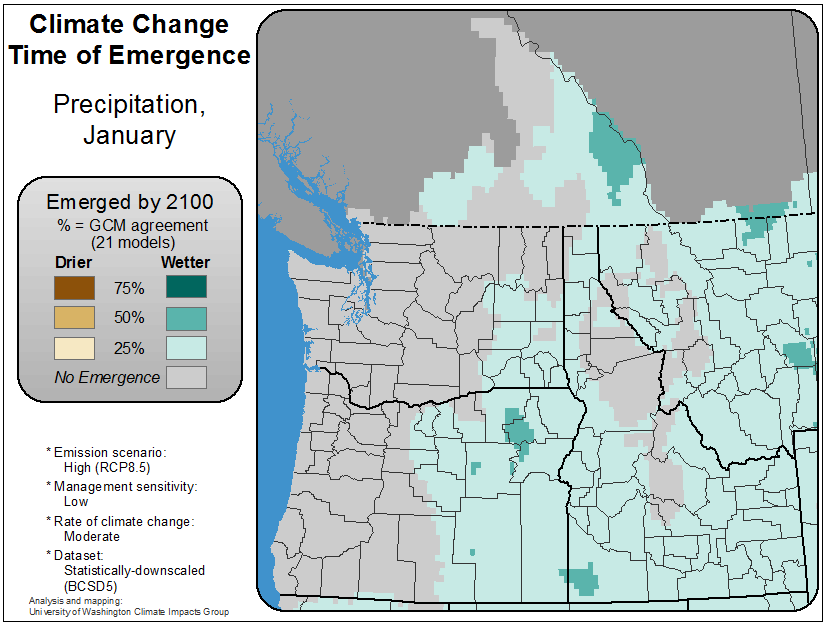 Climate Change
Time of Emergence
Precipitation,
January
Emerged by 2100
% = GCM agreement
(21 models)
Drier Wetter
75%
50%
25%
No Emergence
* Emission scenario:
High (RCP8.5)
* Management sensitivity:
Low
* Rate of climate change:
Moderate
* Dataset:
Statistically-downscaled
(BCSD5)
Analysis and mapping:
University of Washington Climate Impacts Group